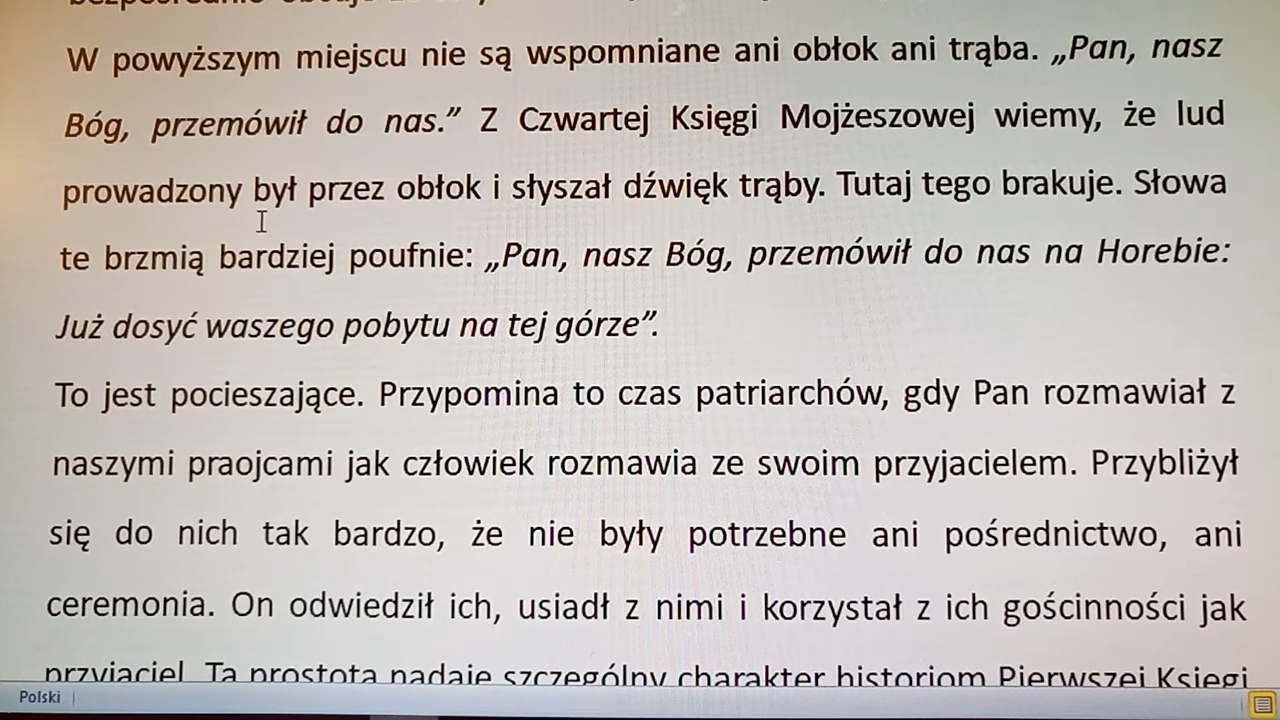 W powyższym miejscu nie są wspomniane ani obłok ani trąba. „Pan, nasz
Bóg, przemówił do nas.” Z Czwartej Księgi Mojżeszowej wiemy, że lud
prowadzony był przez obłok i słyszał dźwięk trąby. Tutaj tego brakuje. Słowa
te brzmią bardziej poufnie: „Pan, nasz Bóg, przemówił do nas na Horebie:
Już dosyć waszego pobytu na tej górze”.
To jest pocieszające. Przypomina to czas patriarchów, gdy Pan rozmawiał z
naszymi praojcami jak człowiek rozmawia ze swoim przyjacielem. Przybliżył
się do nich tak bardzo, że nie były potrzebne ani pośrednictwo, ani
ceremonia. On odwiedził ich, usiadł z nimi i korzystał z ich gościnności jak
przyjaciel. Ta prostota nadaje szczególny charakter historiom Pierwszej Księgi
Polski